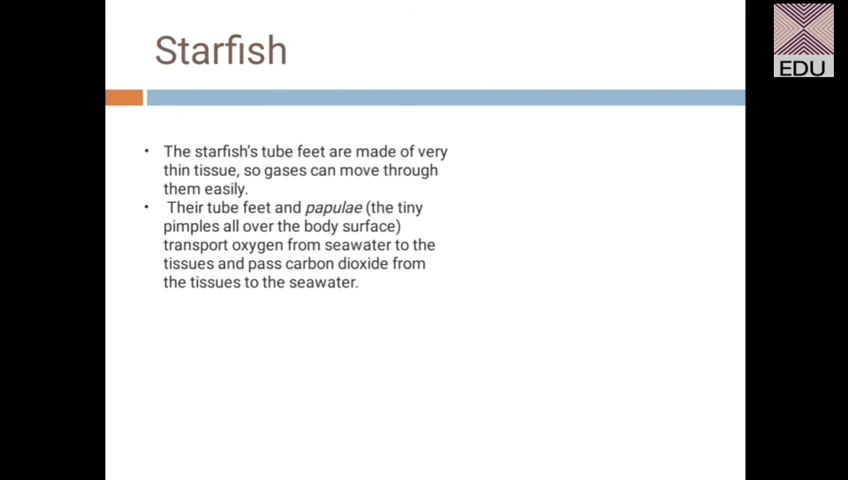 Starfish
EDU
• The starfish's tube feet are made of very
thin tissue, so gases can move through
them easily.
• Their tube feet and papulae (the tiny
pimples all over the body surface)
transport oxygen from seawater to the
tissues and pass carbon dioxide from
the tissues to the seawater.